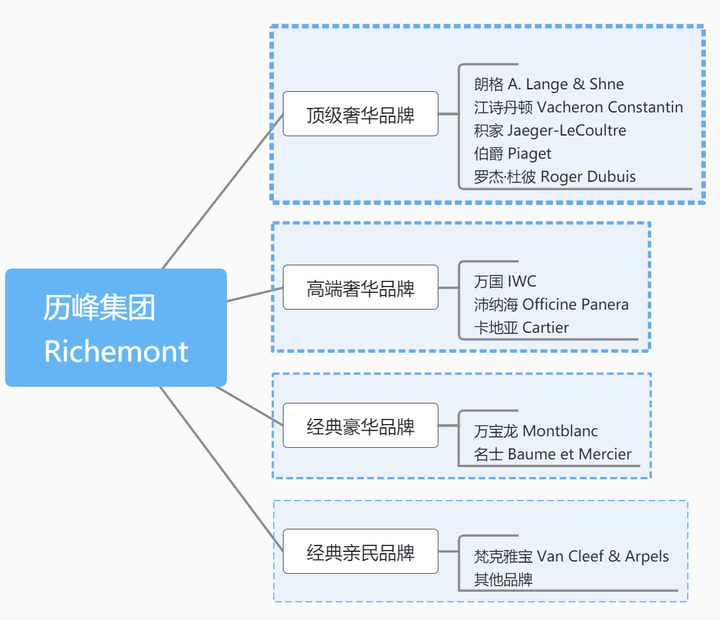 历峰集团
Richemont
顶级奢华品牌
朗格 A. Lange & Shne
江诗丹顿 Vacheron Constantin
积家 Jaeger-LeCoultre
伯爵 Piaget
罗杰·杜彼 Roger Dubuis
高端奢华品牌
万国 IWC
沛纳海 Officine Panera
卡地亚 Cartier
经典豪华品牌
万宝龙 Montblanc
名士 Baume et Mercier
经典亲民品牌
梵克雅宝 Van Cleef & Arpels
其他品牌